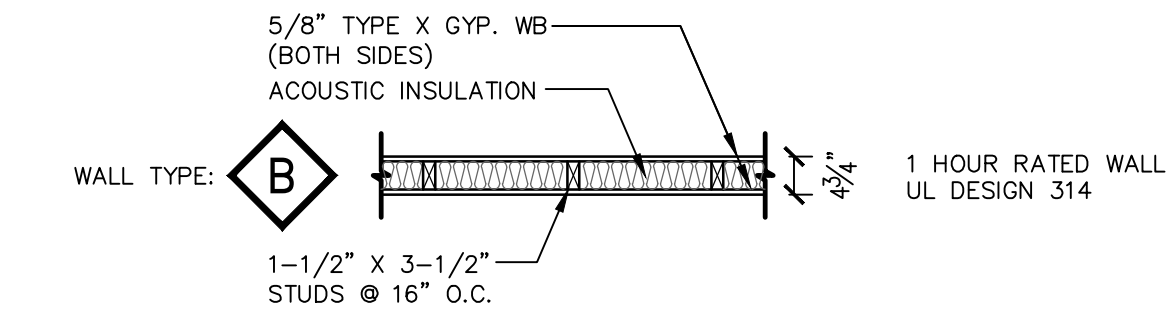 5/8" TYPE X GYP. WB
(BOTH SIDES)
ACOUSTIC INSULATION
WALL TYPE:
B
4¾"
1 HOUR RATED WALL
UL DESIGN 314
1-1/2" X 3-1/2"
STUDS @ 16" O.C.